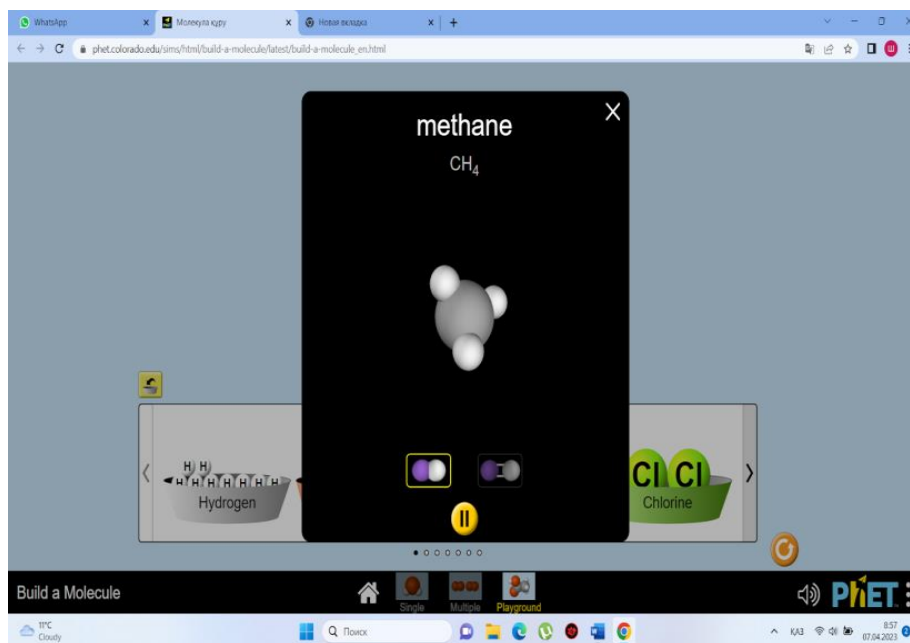 WhatsApp
Молекула құру
Новая вкладка
phet.colorado.edu/sims/html/build-a-molecule/latest/build-a-molecule_en.html
Ш
methane
CH₄
H H
H H H H H H H
Hydrogen
Cl Cl
Chlorine
Build a Molecule
Single
Multiple
Playground
PhET
11°C
Cloudy
Поиск
ҚАЗ
8:57
07.04.2023
2